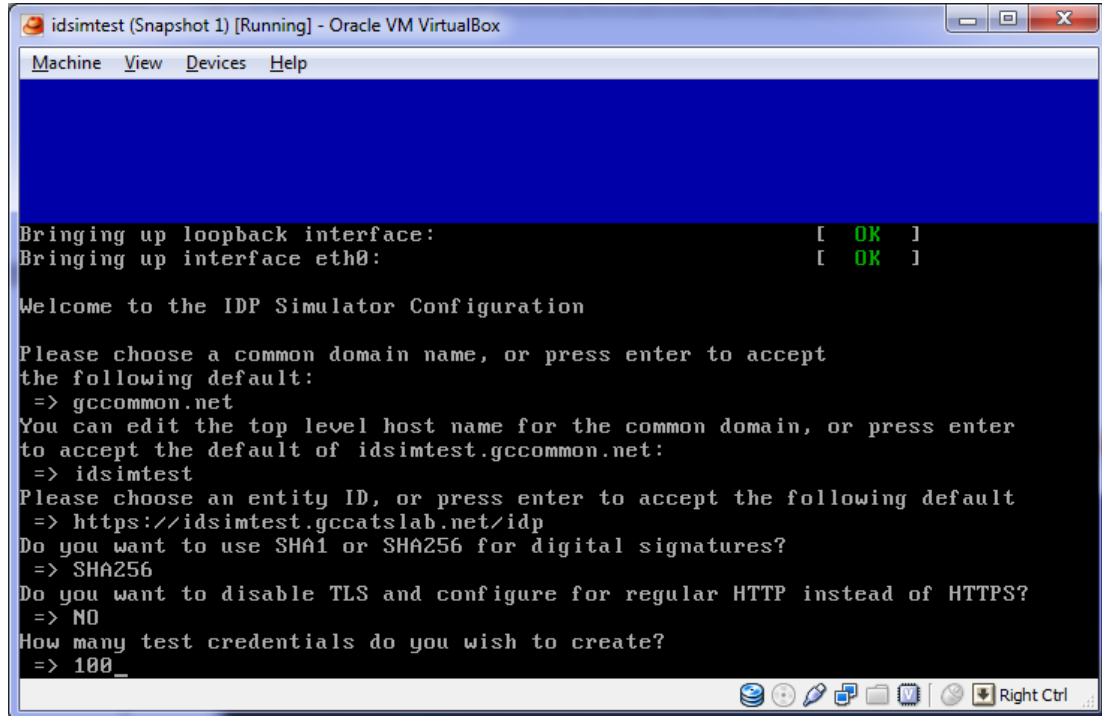 idsimtest (Snapshot 1) [Running] - Oracle VM VirtualBox
Machine View Devices Help
Bringing up loopback interface: [ OK ]
Bringing up interface eth0: [ OK ]
Welcome to the IDP Simulator Configuration
Please choose a common domain name, or press enter to accept
the following default:
=> gccommon.net
You can edit the top level host name for the common domain, or press enter
to accept the default of idsimtest.gccommon.net:
=> idsimtest
Please choose an entity ID, or press enter to accept the following default
=> https://idsimtest.gccatslab.net/idp
Do you want to use SHA1 or SHA256 for digital signatures?
=> SHA256
Do you want to disable TLS and configure for regular HTTP instead of HTTPS?
=> NO
How many test credentials do you wish to create?
=> 100_
Right Ctrl